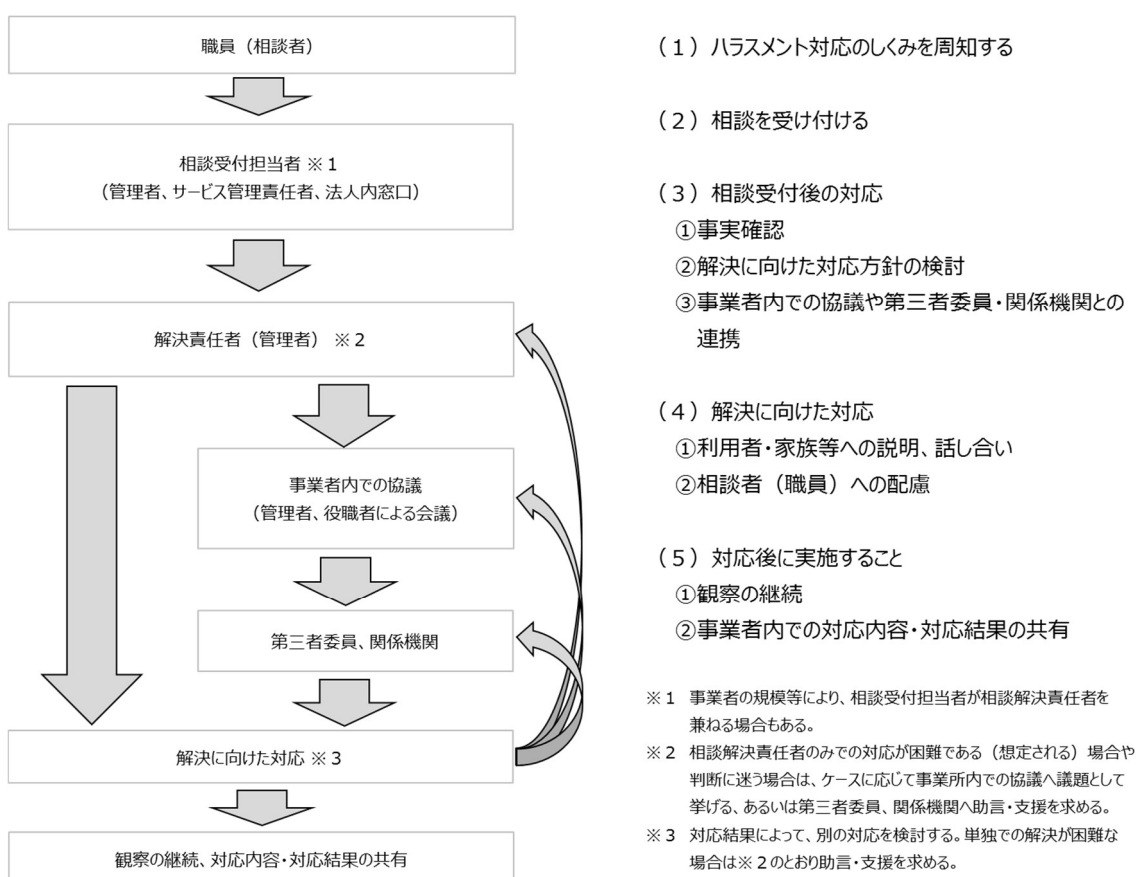 職員（相談者）
相談受付担当者 ※１
（管理者、サービス管理責任者、法人内窓口）
解決責任者（管理者） ※２
事業者内での協議
（管理者、役職者による会議）
第三者委員、関係機関
解決に向けた対応 ※３
観察の継続、対応内容・対応結果の共有
（１）ハラスメント対応のしくみを周知する
（２）相談を受け付ける
（３）相談受付後の対応
①事実確認
②解決に向けた対応方針の検討
③事業者内での協議や第三者委員・関係機関との
連携
（４）解決に向けた対応
①利用者・家族等への説明、話し合い
②相談者（職員）への配慮
（５）対応後に実施すること
①観察の継続
②事業者内での対応内容・対応結果の共有
※１ 事業者の規模等により、相談受付担当者が相談解決責任者を
兼ねる場合もある。
※２ 相談解決責任者のみでの対応が困難である（想定される）場合や
判断に迷う場合は、ケースに応じて事業所内での協議へ議題として
挙げる、あるいは第三者委員、関係機関へ助言・支援を求める。
※３ 対応結果によって、別の対応を検討する。単独での解決が困難な
場合は※２のとおり助言・支援を求める。